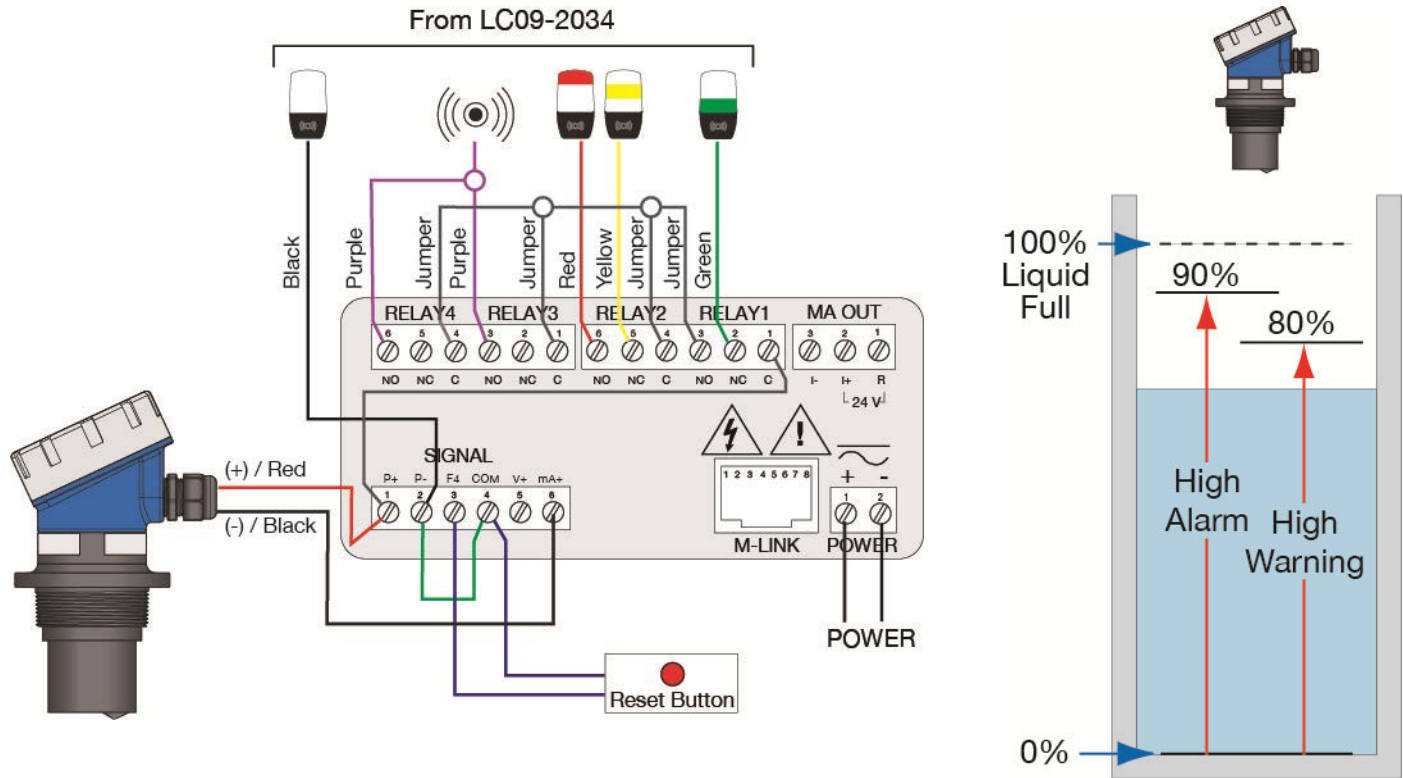 From LC09-2034
Black
Purple
Jumper
Purple
Jumper
Red
Yellow
Jumper
Jumper
Green
RELAY4 RELAY3 RELAY2 RELAY1 MA OUT
6 5 4 3 2 1 6 5 4 3 2 1 3 2 1
NO NC C NO NC C NO NC C NO NC C I- I+ R
24 V
SIGNAL
P+ P- F4 COM V+ mA+
1 2 3 4 5 6
(+) / Red
(-) / Black
1 2 3 4 5 6 7 8
M-LINK
+ -
1 2
POWER
POWER
Reset Button
100%
Liquid
Full
90%
80%
High
Alarm
High
Warning
0%